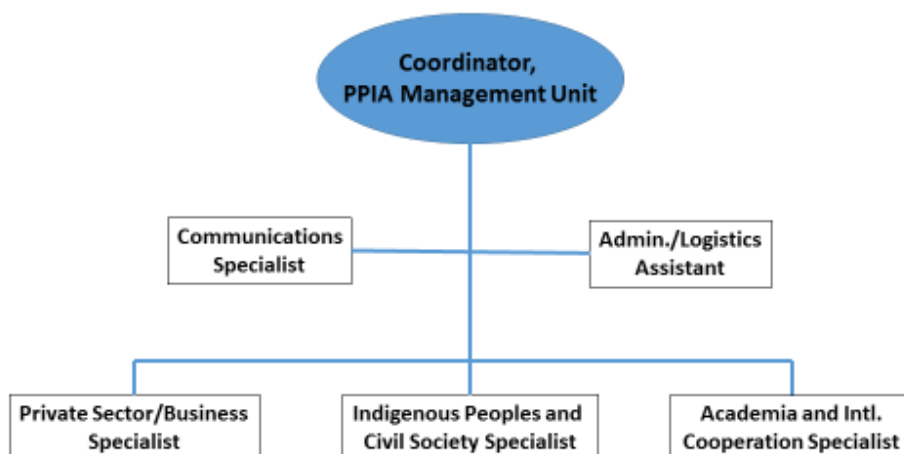 Coordinator,
PPIA Management Unit
Communications
Specialist
Admin./Logistics
Assistant
Private Sector/Business
Specialist
Indigenous Peoples and
Civil Society Specialist
Academia and Intl.
Cooperation Specialist